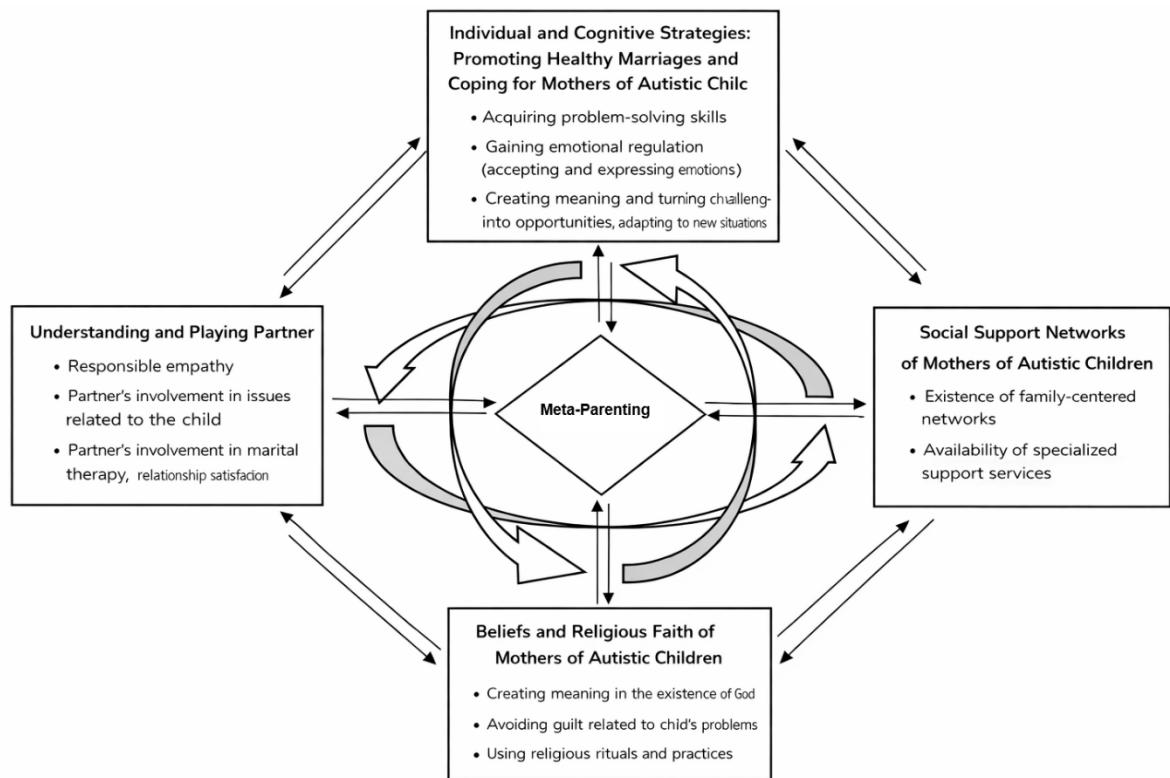 Individual and Cognitive Strategies:
Promoting Healthy Marriages and
Coping for Mothers of Autistic Chilc
• Acquiring problem-solving skills
• Gaining emotional regulation
(accepting and expressing emotions)
• Creating meaning and turning challeng-
into opportunities, adapting to new situations
Understanding and Playing Partner
• Responsible empathy
• Partner's involvement in issues
related to the child
• Partner's involvement in marital
therapy, relationship satisfacion
Meta-Parenting
Social Support Networks
of Mothers of Autistic Children
• Existence of family-centered
networks
• Availability of specialized
support services
Beliefs and Religious Faith of
Mothers of Autistic Children
• Creating meaning in the existence of God
• Avoiding guilt related to chid's problems
• Using religious rituals and practices